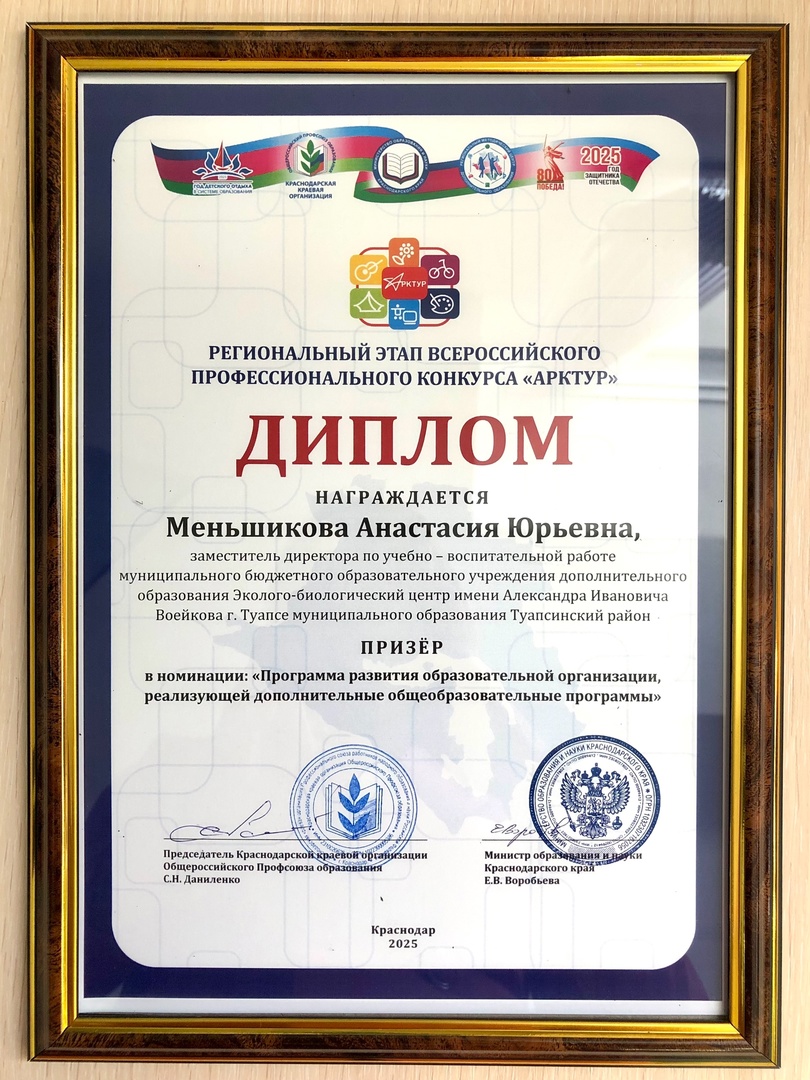 ГОД ДЕТСКОГО ОТДЫХА
В СИСТЕМЕ ОБРАЗОВАНИЯ
ОБЩЕРОССИЙСКИЙ ПРОФСОЮЗ ОБРАЗОВАНИЯ
КРАСНОДАРСКАЯ
КРАЕВАЯ
ОРГАНИЗАЦИЯ
80
ПОБЕДА!
2025
ГОД
ЗАЩИТНИКА
ОТЕЧЕСТВА
АРКТУР
РЕГИОНАЛЬНЫЙ ЭТАП ВСЕРОССИЙСКОГО
ПРОФЕССИОНАЛЬНОГО КОНКУРСА «АРКТУР»
ДИПЛОМ
НАГРАЖДАЕТСЯ
Меньшикова Анастасия Юрьевна,
заместитель директора по учебно – воспитательной работе
муниципального бюджетного образовательного учреждения дополнительного
образования Эколого-биологический центр имени Александра Ивановича
Воейкова г. Туапсе муниципального образования Туапсинский район
ПРИЗЁР
в номинации: «Программа развития образовательной организации,
реализующей дополнительные общеобразовательные программы»
Председатель Краснодарской краевой организации
Общероссийского Профсоюза образования
С.Н. Даниленко
Министр образования и науки
Краснодарского края
Е.В. Воробьева
Краснодар
2025